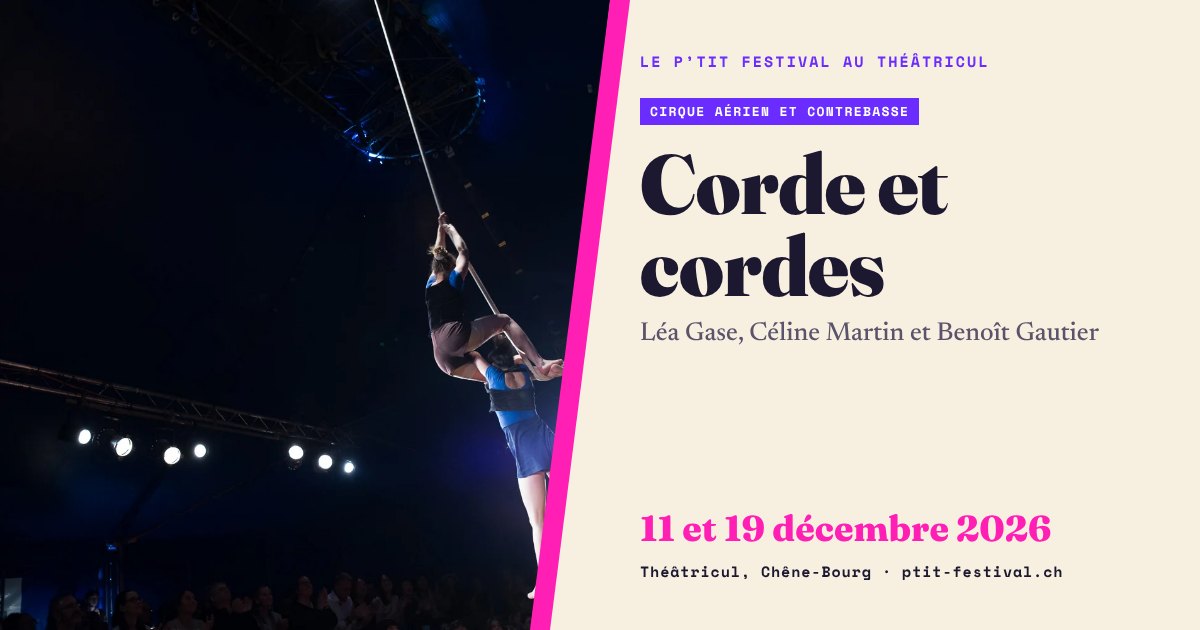 LE P'TIT FESTIVAL AU THÉÂTRICUL
CIRQUE AÉRIEN ET CONTREBASSE
Corde et
cordes
Léa Gase, Céline Martin et Benoît Gautier
11 et 19 décembre 2026
Théâtricul, Chêne-Bourg · ptit-festival.ch